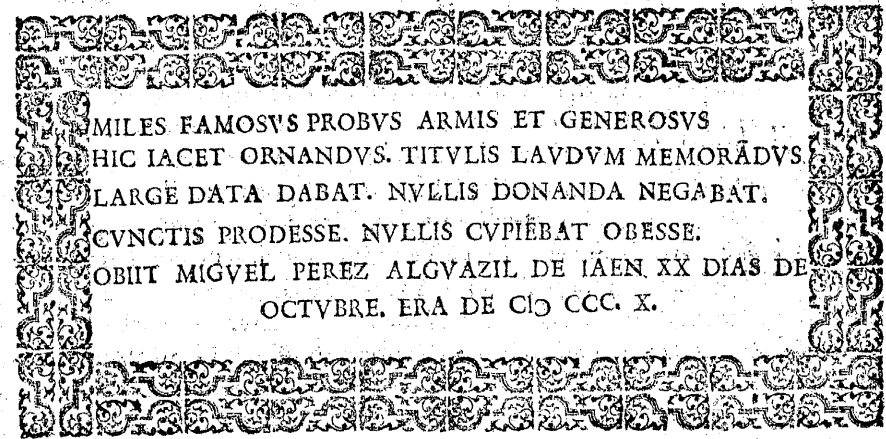 MILES FAMOSVS PROBVS ARMIS ET GENEROSVS
HIC IACET ORNANDVS. TITVLIS LAVDVM MEMORÃDVS
LARGE DATA DABAT. NVLLIS DONANDA NEGABAT.
CVNCTIS PRODESSE. NVLLIS CVPIEBAT OBESSE.
OBIIT MIGVEL PEREZ ALGVAZIL DE IAEN XX DIAS DE
OCTVBRE. ERA DE CIↃ CCC. X.